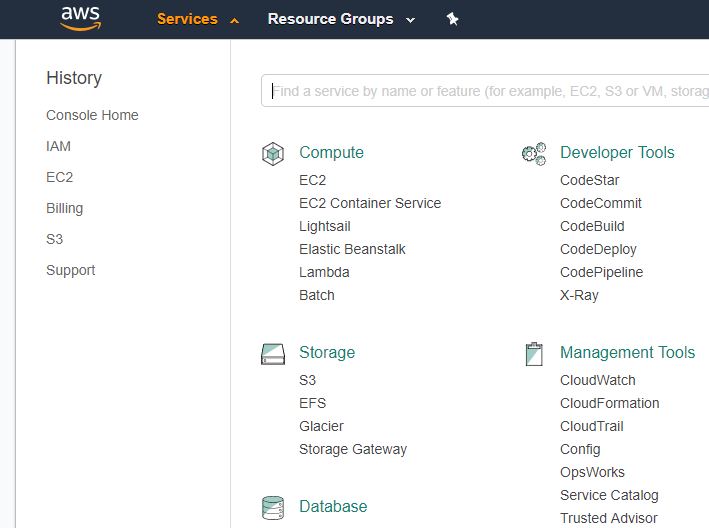 aws
Services
Resource Groups
History
Console Home
IAM
EC2
Billing
S3
Support
Find a service by name or feature (for example, EC2, S3 or VM, storag
Compute
EC2
EC2 Container Service
Lightsail
Elastic Beanstalk
Lambda
Batch
Storage
S3
EFS
Glacier
Storage Gateway
Database
Developer Tools
CodeStar
CodeCommit
CodeBuild
CodeDeploy
CodePipeline
X-Ray
Management Tools
CloudWatch
CloudFormation
CloudTrail
Config
OpsWorks
Service Catalog
Trusted Advisor